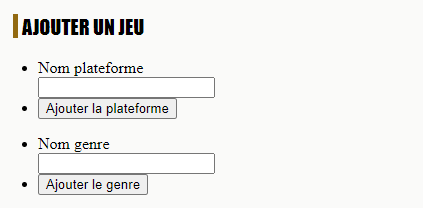 AJOUTER UN JEU
Nom plateforme
Ajouter la plateforme
Nom genre
Ajouter le genre